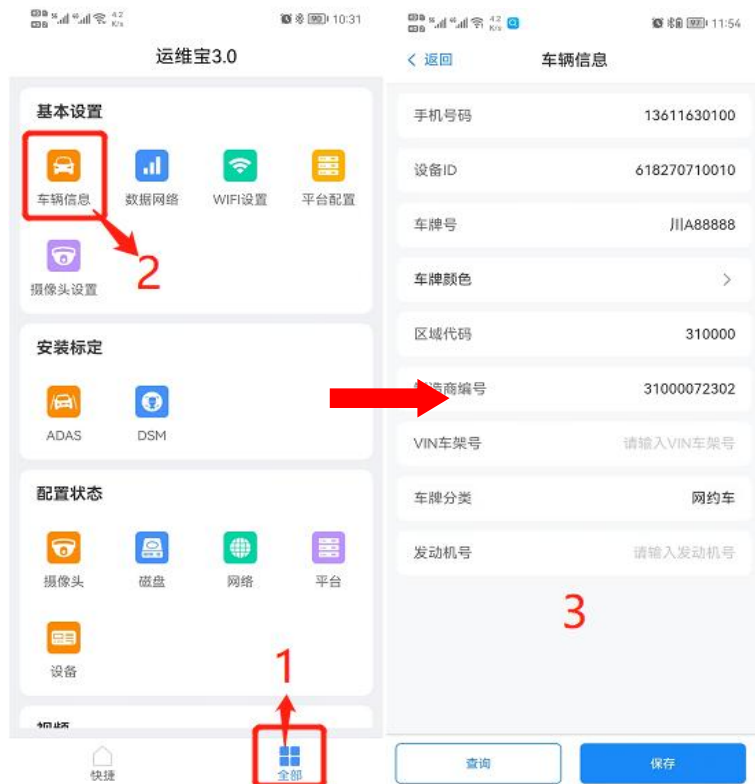 10:31
运维宝3.0
基本设置
车辆信息
数据网络
WIFI设置
平台配置
2
摄像头设置
安装标定
ADAS
DSM
配置状态
摄像头
磁盘
网络
平台
设备
1
快捷
全部
11:54
返回
车辆信息
手机号码 13611630100
设备ID 618270710010
车牌号 川A88888
车牌颜色
区域代码 310000
造商编号 31000072302
VIN车架号 请输入VIN车架号
车牌分类 网约车
发动机号 请输入发动机号
3
查询
保存